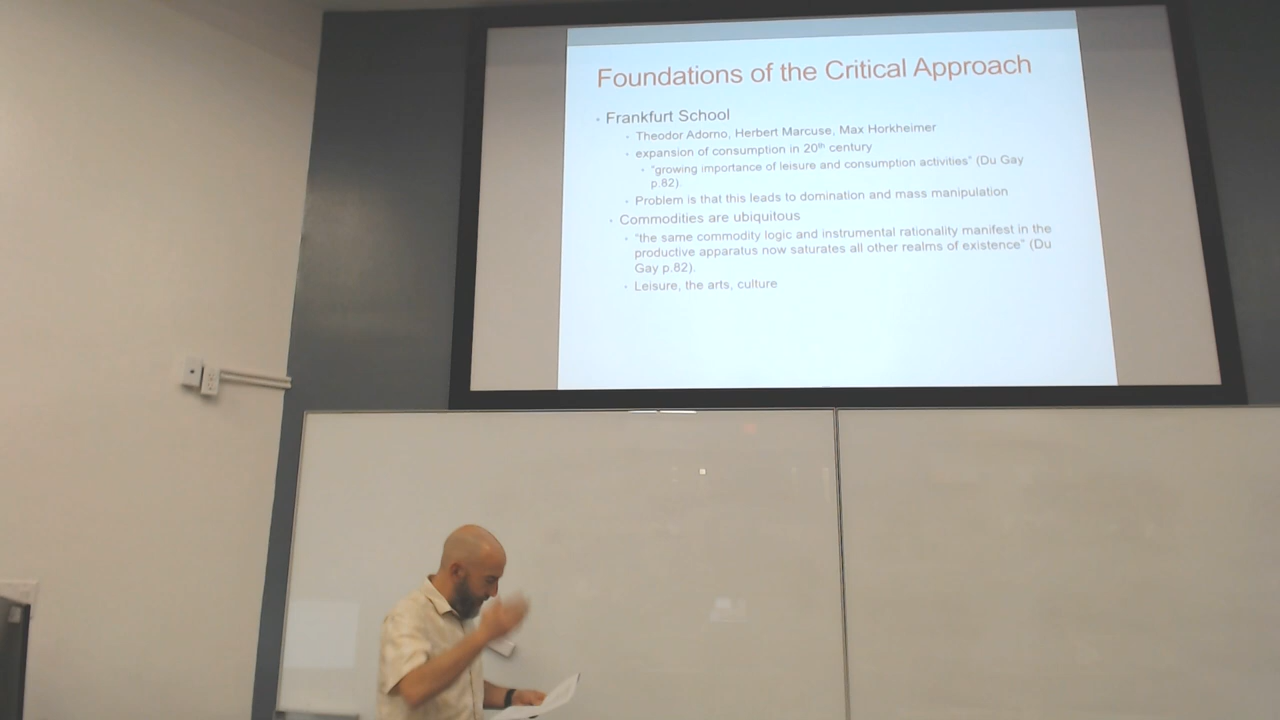 Foundations of the Critical Approach
• Frankfurt School
• Theodor Adorno, Herbert Marcuse, Max Horkheimer
• expansion of consumption in 20th century
• "growing importance of leisure and consumption activities" (Du Gay
p.82).
• Problem is that this leads to domination and mass manipulation
• Commodities are ubiquitous
• "the same commodity logic and instrumental rationality manifest in the
productive apparatus now saturates all other realms of existence" (Du
Gay p.82).
• Leisure, the arts, culture